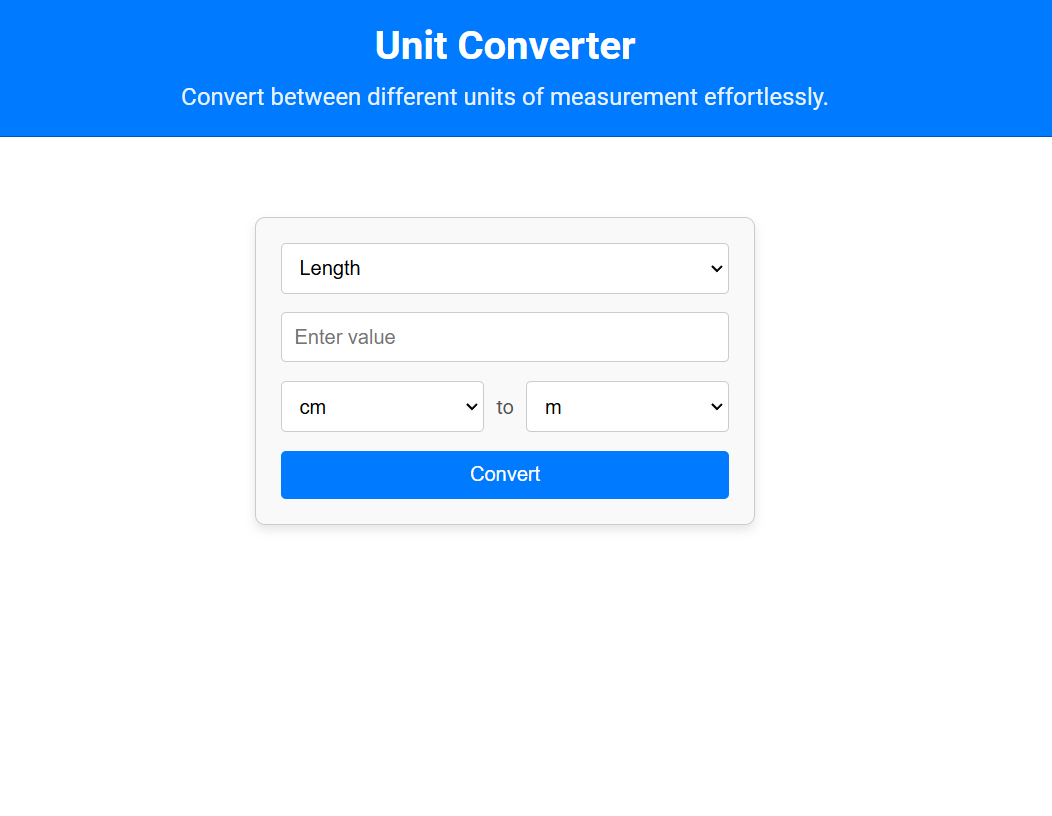 Unit Converter
Convert between different units of measurement effortlessly.
Length
Enter value
cm to m
Convert